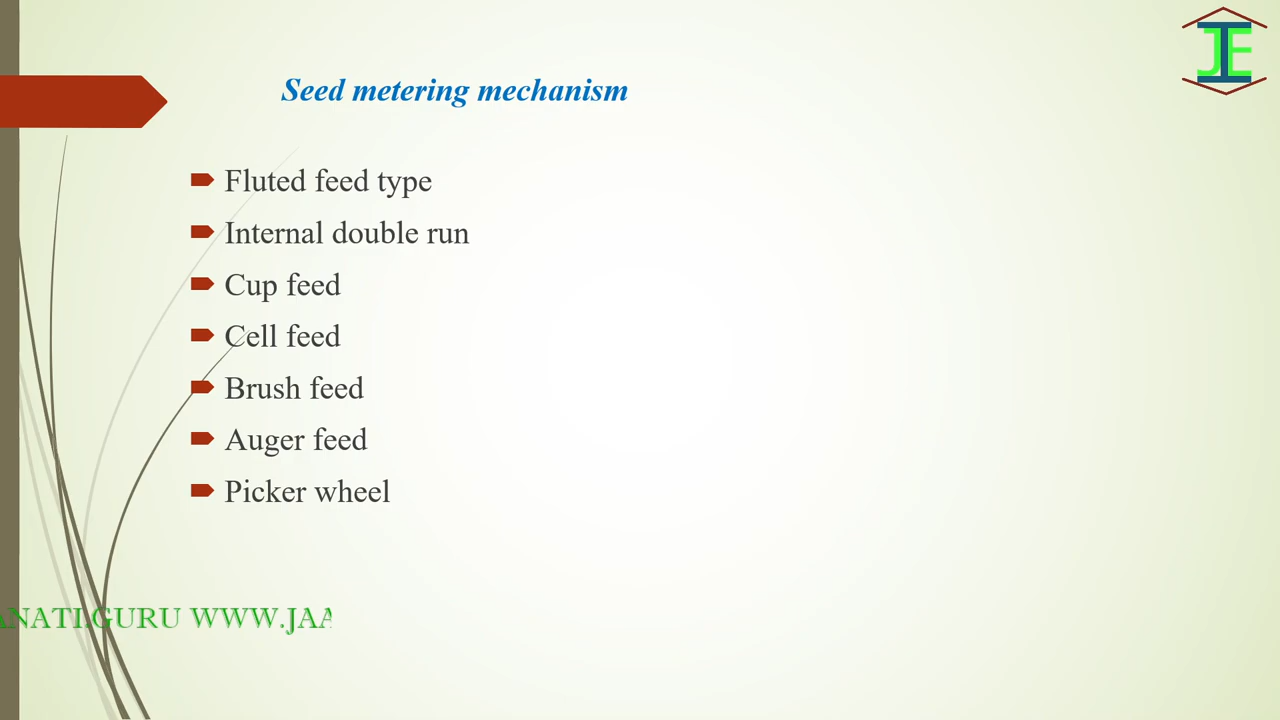 JE
Seed metering mechanism
Fluted feed type
Internal double run
Cup feed
Cell feed
Brush feed
Auger feed
Picker wheel
ANATI.GURU WWW.JAA